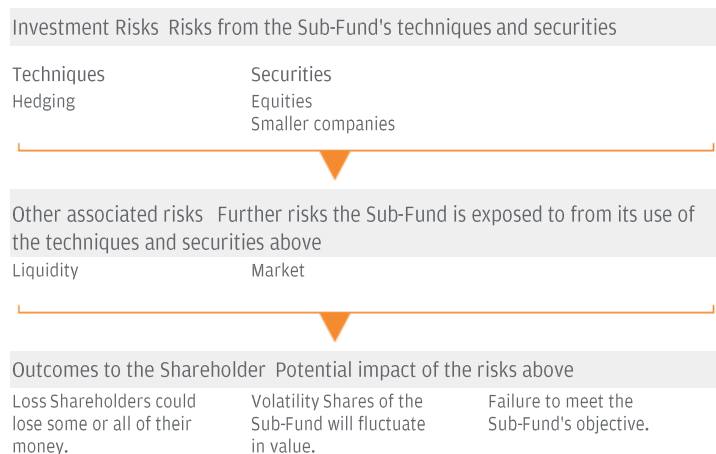 Investment Risks Risks from the Sub-Fund's techniques and securities
Techniques
Securities
Hedging
Equities
Smaller companies
Other associated risks Further risks the Sub-Fund is exposed to from its use of
the techniques and securities above
Liquidity
Market
Outcomes to the Shareholder Potential impact of the risks above
Loss Shareholders could
lose some or all of their
money.
Volatility Shares of the
Sub-Fund will fluctuate
in value.
Failure to meet the
Sub-Fund's objective.